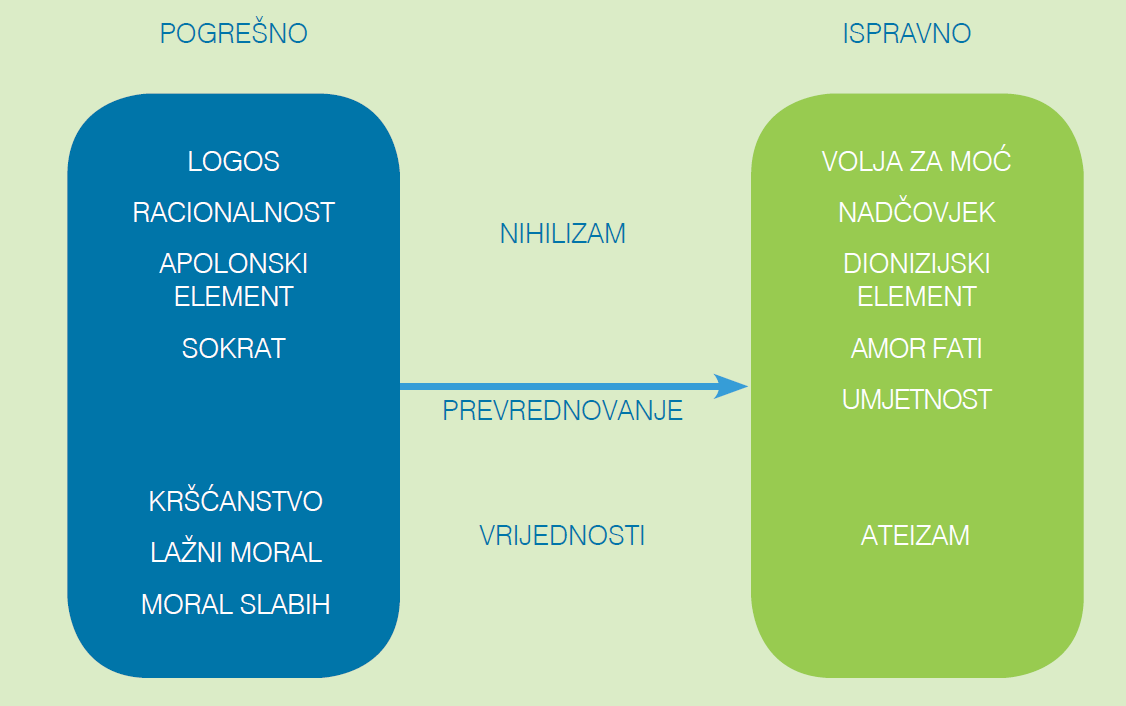 POGREŠNO
ISPRAVNO
LOGOS
RACIONALNOST
APOLONSKI
ELEMENT
SOKRAT
KRŠĆANSTVO
LAŽNI MORAL
MORAL SLABIH
NIHILIZAM
PREVREDNOVANJE
VRIJEDNOSTI
VOLJA ZA MOĆ
NADČOVJEK
DIONIZIJSKI
ELEMENT
AMOR FATI
UMJETNOST
ATEIZAM